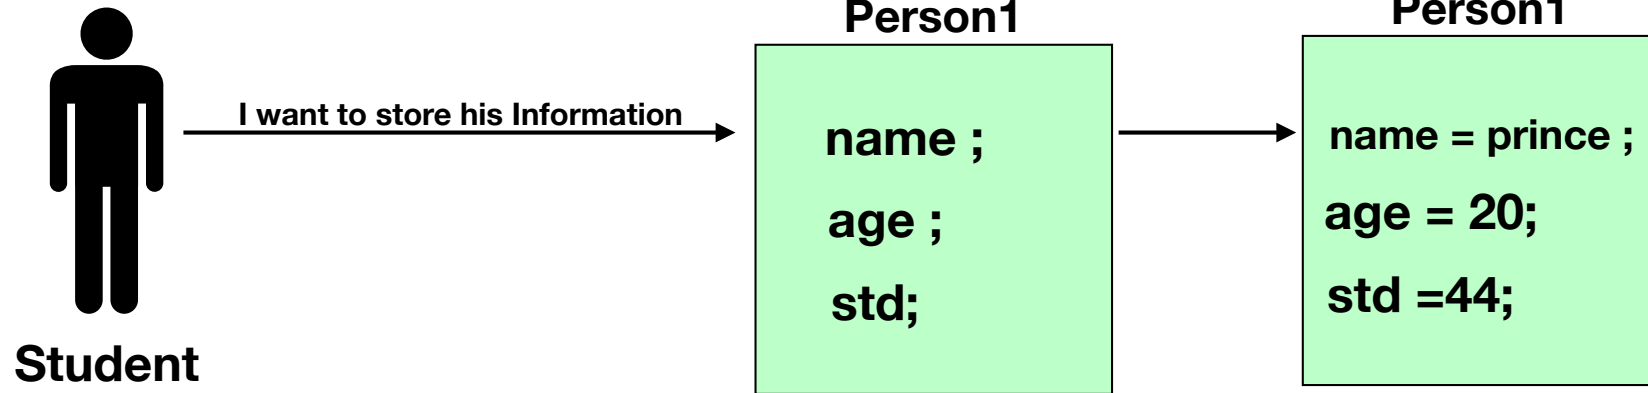 Person1
Person1
I want to store his Information
name ;
age ;
std;
name = prince ;
age = 20;
std =44;
Student